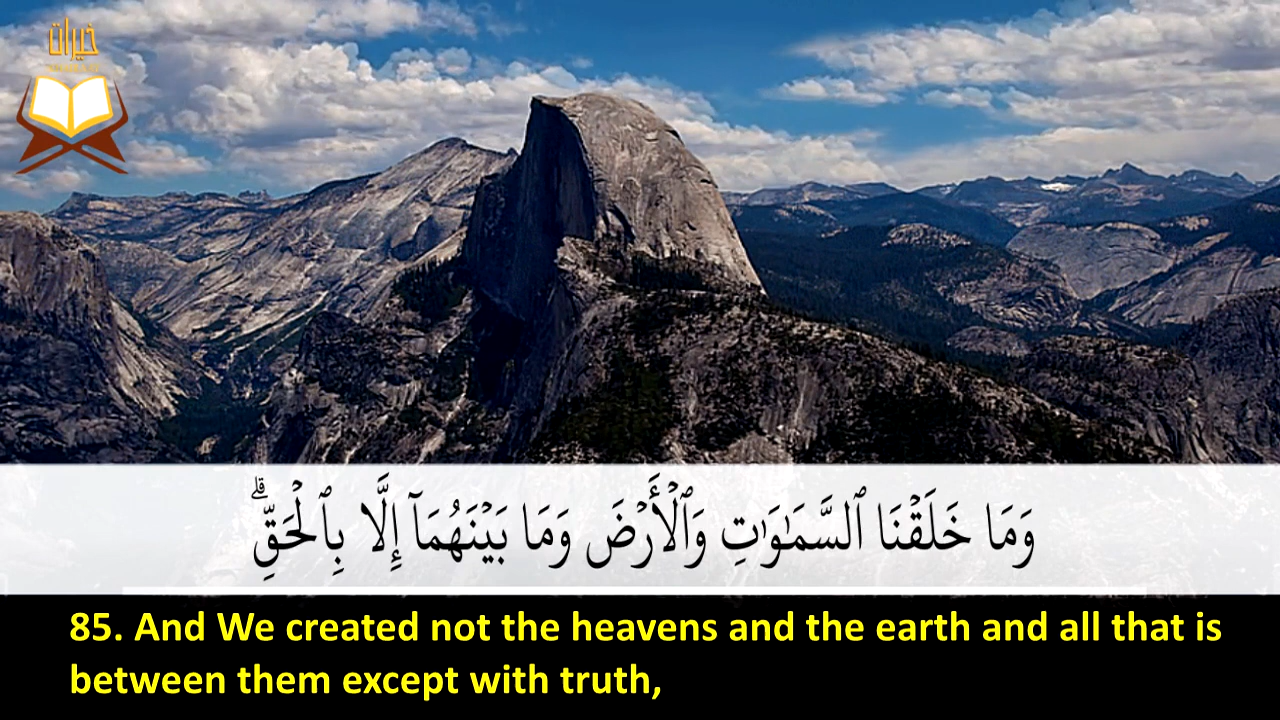 خيرات
وَمَا خَلَقْنَا ٱلسَّمَـٰوَٰتِ وَٱلْأَرْضَ وَمَا بَيْنَهُمَآ إِلَّا بِٱلْحَقِّ ۗ
85. And We created not the heavens and the earth and all that is
between them except with truth,